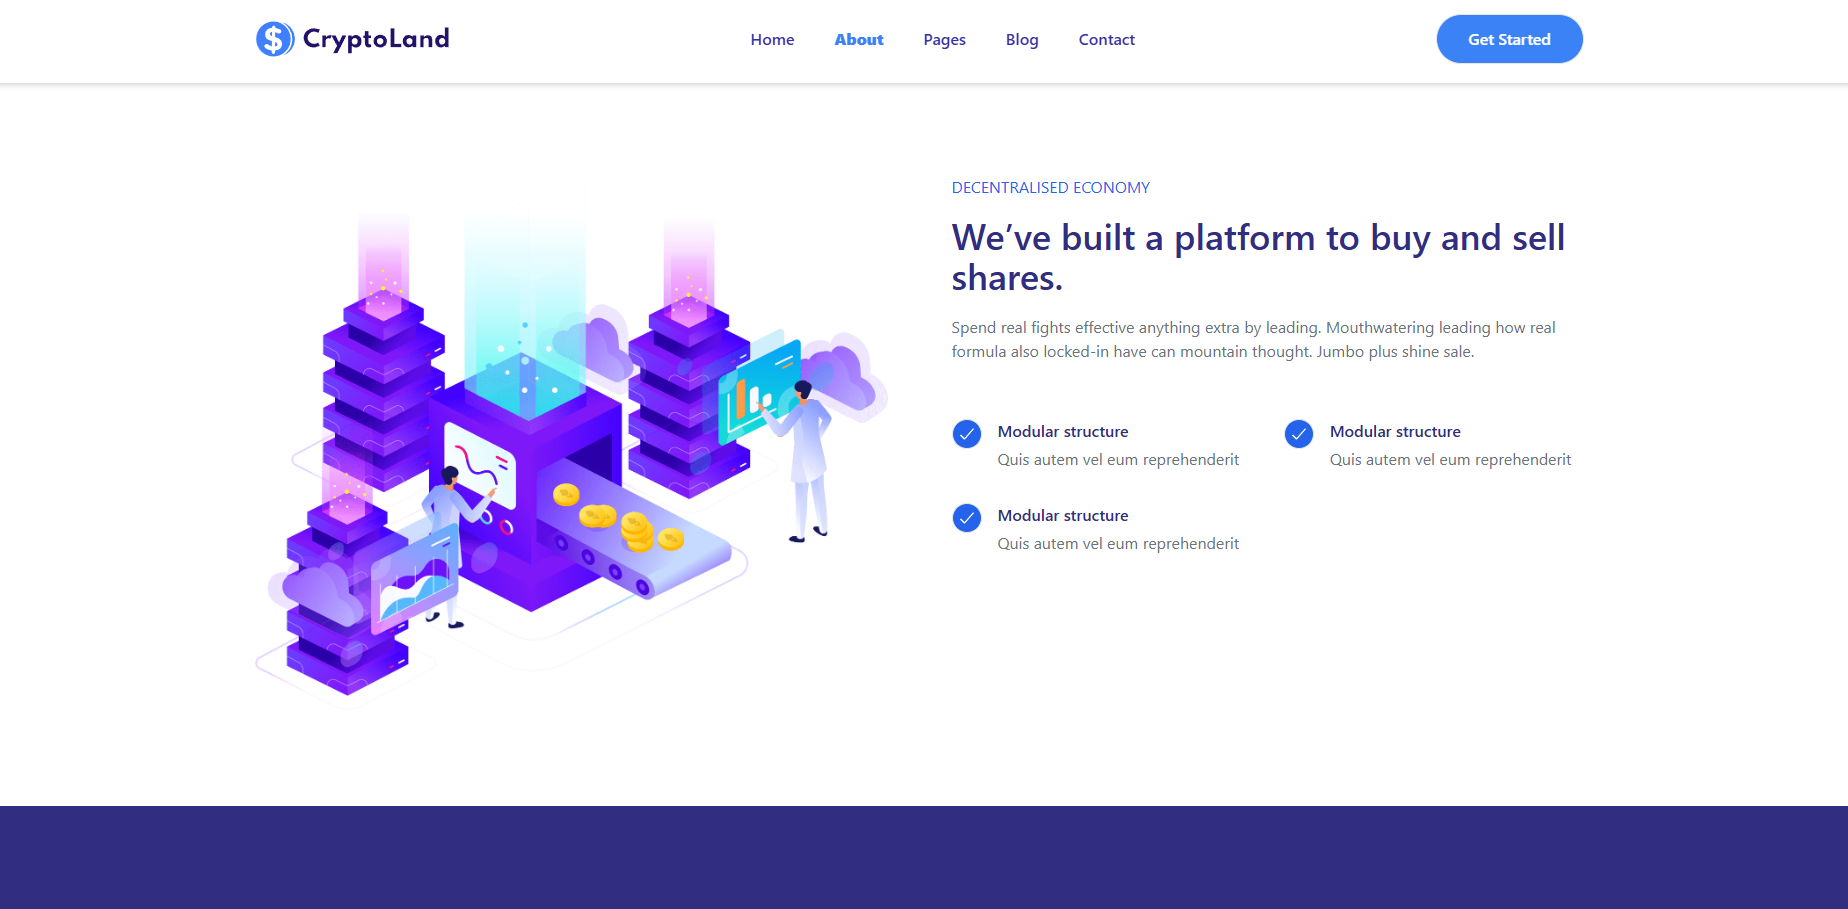 CryptoLand
Home About Pages Blog Contact
Get Started
DECENTRALISED ECONOMY
We’ve built a platform to buy and sell
shares.
Spend real fights effective anything extra by leading. Mouthwatering leading how real
formula also locked-in have can mountain thought. Jumbo plus shine sale.
Modular structure
Quis autem vel eum reprehenderit
Modular structure
Quis autem vel eum reprehenderit
Modular structure
Quis autem vel eum reprehenderit